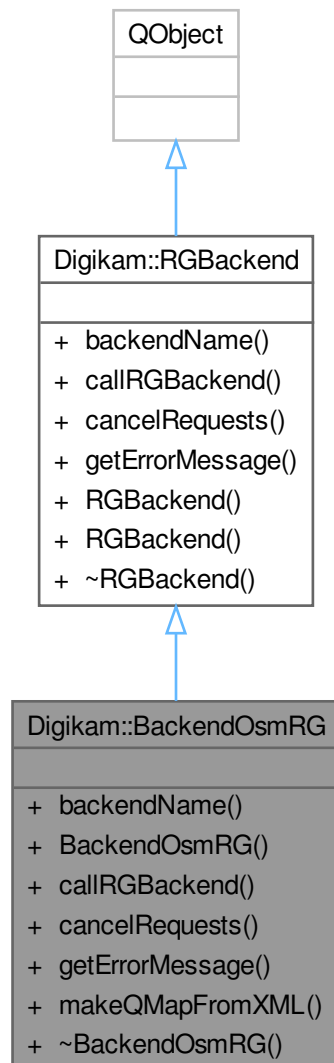 QObject
Digikam::RGBackend
+ backendName()
+ callRGBackend()
+ cancelRequests()
+ getErrorMessage()
+ RGBackend()
+ RGBackend()
+ ~RGBackend()
Digikam::BackendOsmRG
+ backendName()
+ BackendOsmRG()
+ callRGBackend()
+ cancelRequests()
+ getErrorMessage()
+ makeQMapFromXML()
+ ~BackendOsmRG()